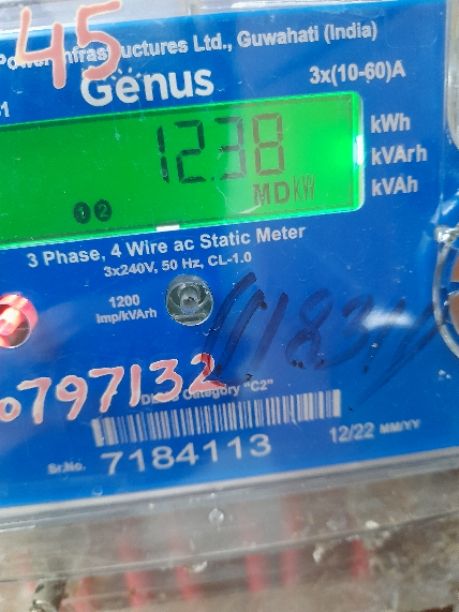 45
Power Infrastructures Ltd., Guwahati (India)
Genus
3x(10-60)A
12.38
kWh
kVArh
kVAh
MD kW
1 2
3 Phase, 4 Wire ac Static Meter
3x240V, 50 Hz, CL-1.0
1200
imp/kVArh
0797132
Category "C2"
Sr.No. 7184113
12/22 MM/YY